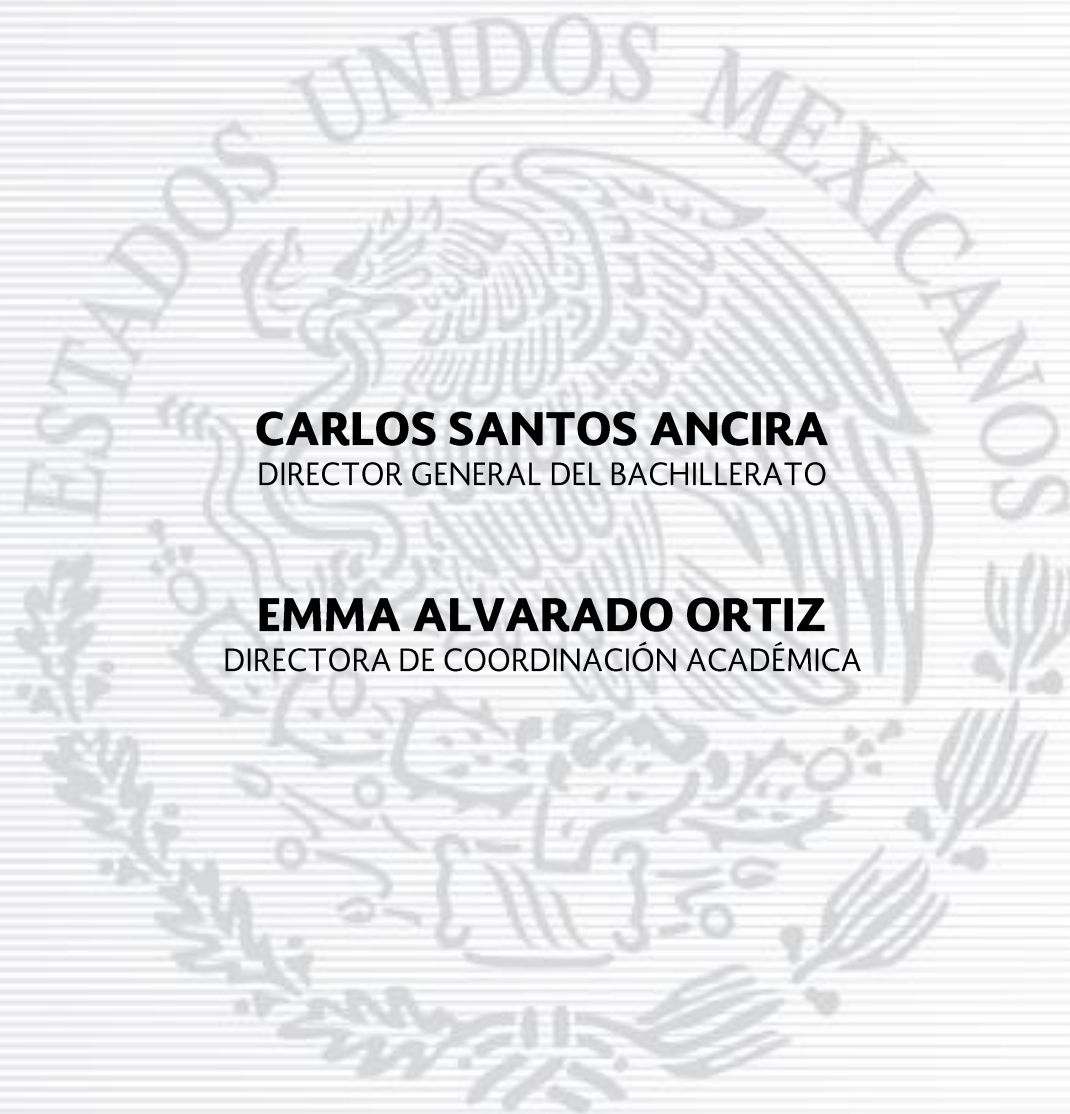 ESTADOS UNIDOS MEXICANOS
CARLOS SANTOS ANCIRA
DIRECTOR GENERAL DEL BACHILLERATO
EMMA ALVARADO ORTIZ
DIRECTORA DE COORDINACIÓN ACADÉMICA